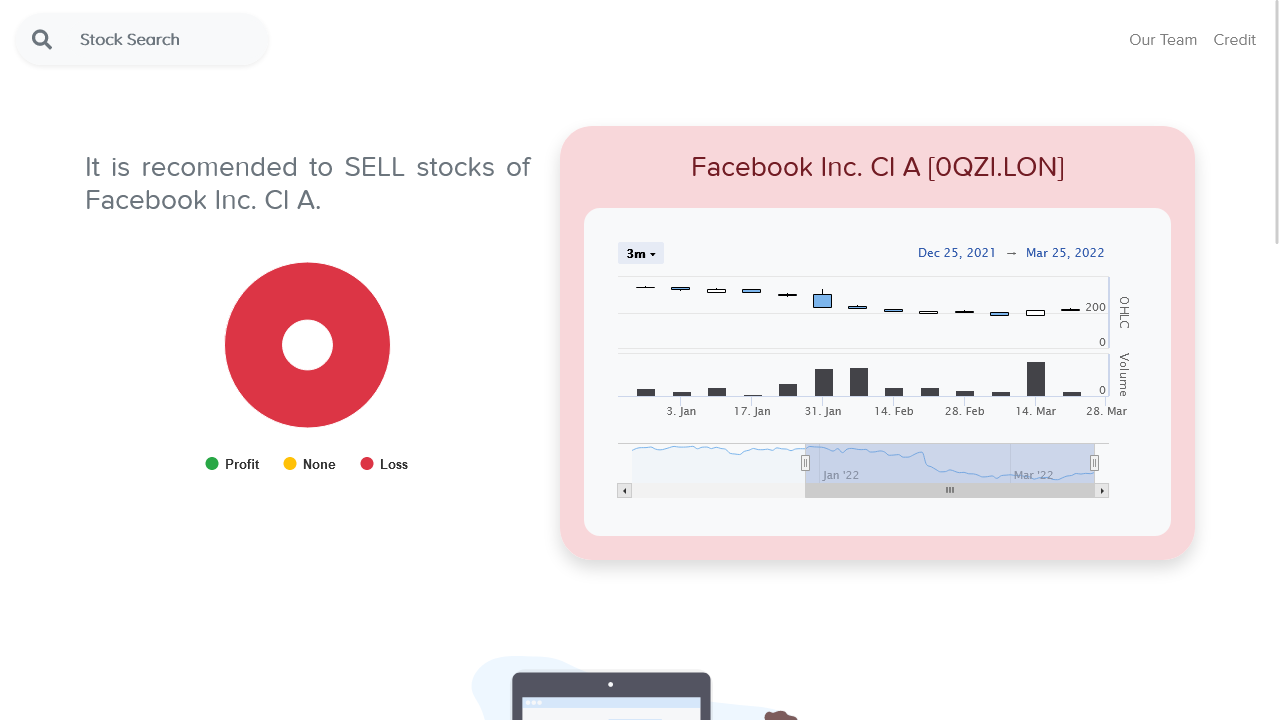 Stock Search
Our Team
Credit
It is recomended to SELL stocks of
Facebook Inc. Cl A.
Profit
None
Loss
Facebook Inc. Cl A [0QZI.LON]
3m
Dec 25, 2021 → Mar 25, 2022
OHLC
200
0
Volume
0
3. Jan
17. Jan
31. Jan
14. Feb
28. Feb
14. Mar
28. Mar
Jan '22
Mar '22